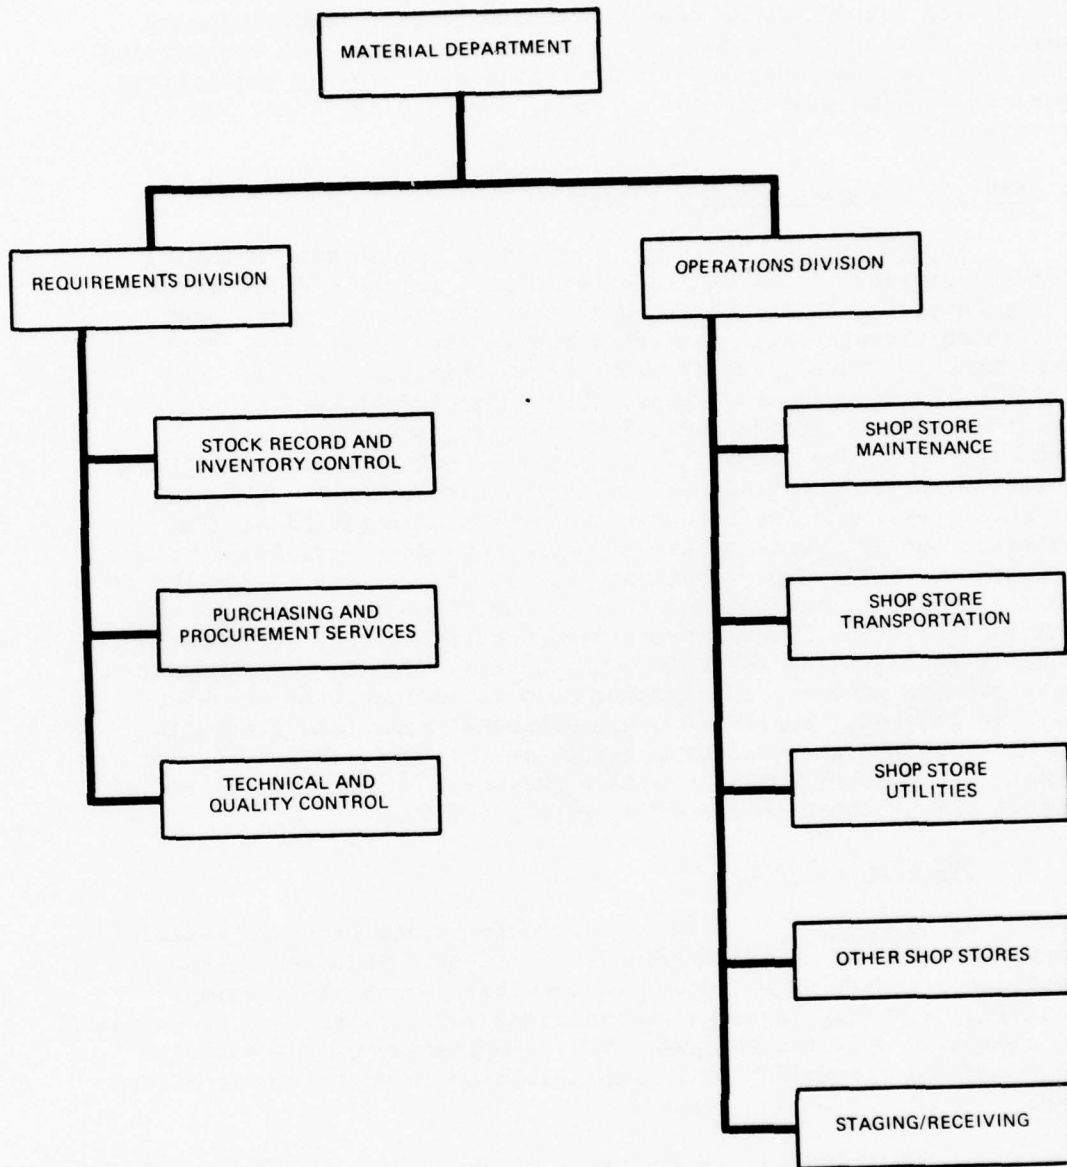 MATERIAL DEPARTMENT
REQUIREMENTS DIVISION
STOCK RECORD AND
INVENTORY CONTROL
PURCHASING AND
PROCUREMENT SERVICES
TECHNICAL AND
QUALITY CONTROL
OPERATIONS DIVISION
SHOP STORE
MAINTENANCE
SHOP STORE
TRANSPORTATION
SHOP STORE
UTILITIES
OTHER SHOP STORES
STAGING/RECEIVING